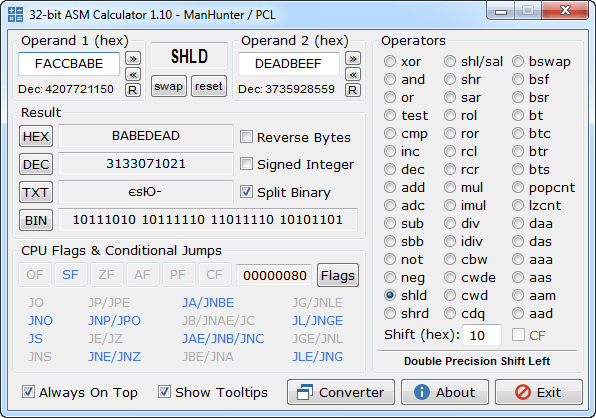 32-bit ASM Calculator 1.10 - ManHunter / PCL
Operand 1 (hex)
FACCBABE
Dec: 4207721150
»
«
R
SHLD
swap reset
Operand 2 (hex)
DEADBEEF
Dec: 3735928559
»
«
R
Result
HEX BABEDEAD Reverse Bytes
DEC 3133071021 Signed Integer
TXT єѕЮ- Split Binary
BIN 10111010 10111110 11011110 10101101
CPU Flags & Conditional Jumps
OF SF ZF AF PF CF 00000080 Flags
JO JP/JPE JA/JNBE JG/JNLE
JNO JNP/JPO JB/JNAE/JC JL/JNGE
JS JE/JZ JAE/JNB/JNC JGE/JNL
JNS JNE/JNZ JBE/JNA JLE/JNG
Operators
xor shl/sal bswap
and shr bsf
or sar bsr
test rol bt
cmp ror btc
inc rcl btr
dec rcr bts
add mul popcnt
adc imul lzcnt
sub div daa
sbb idiv das
not cbw aaa
neg cwde aas
shld cwd aam
shrd cdq aad
Shift (hex): 10 CF
Double Precision Shift Left
Always On Top Show Tooltips Converter About Exit